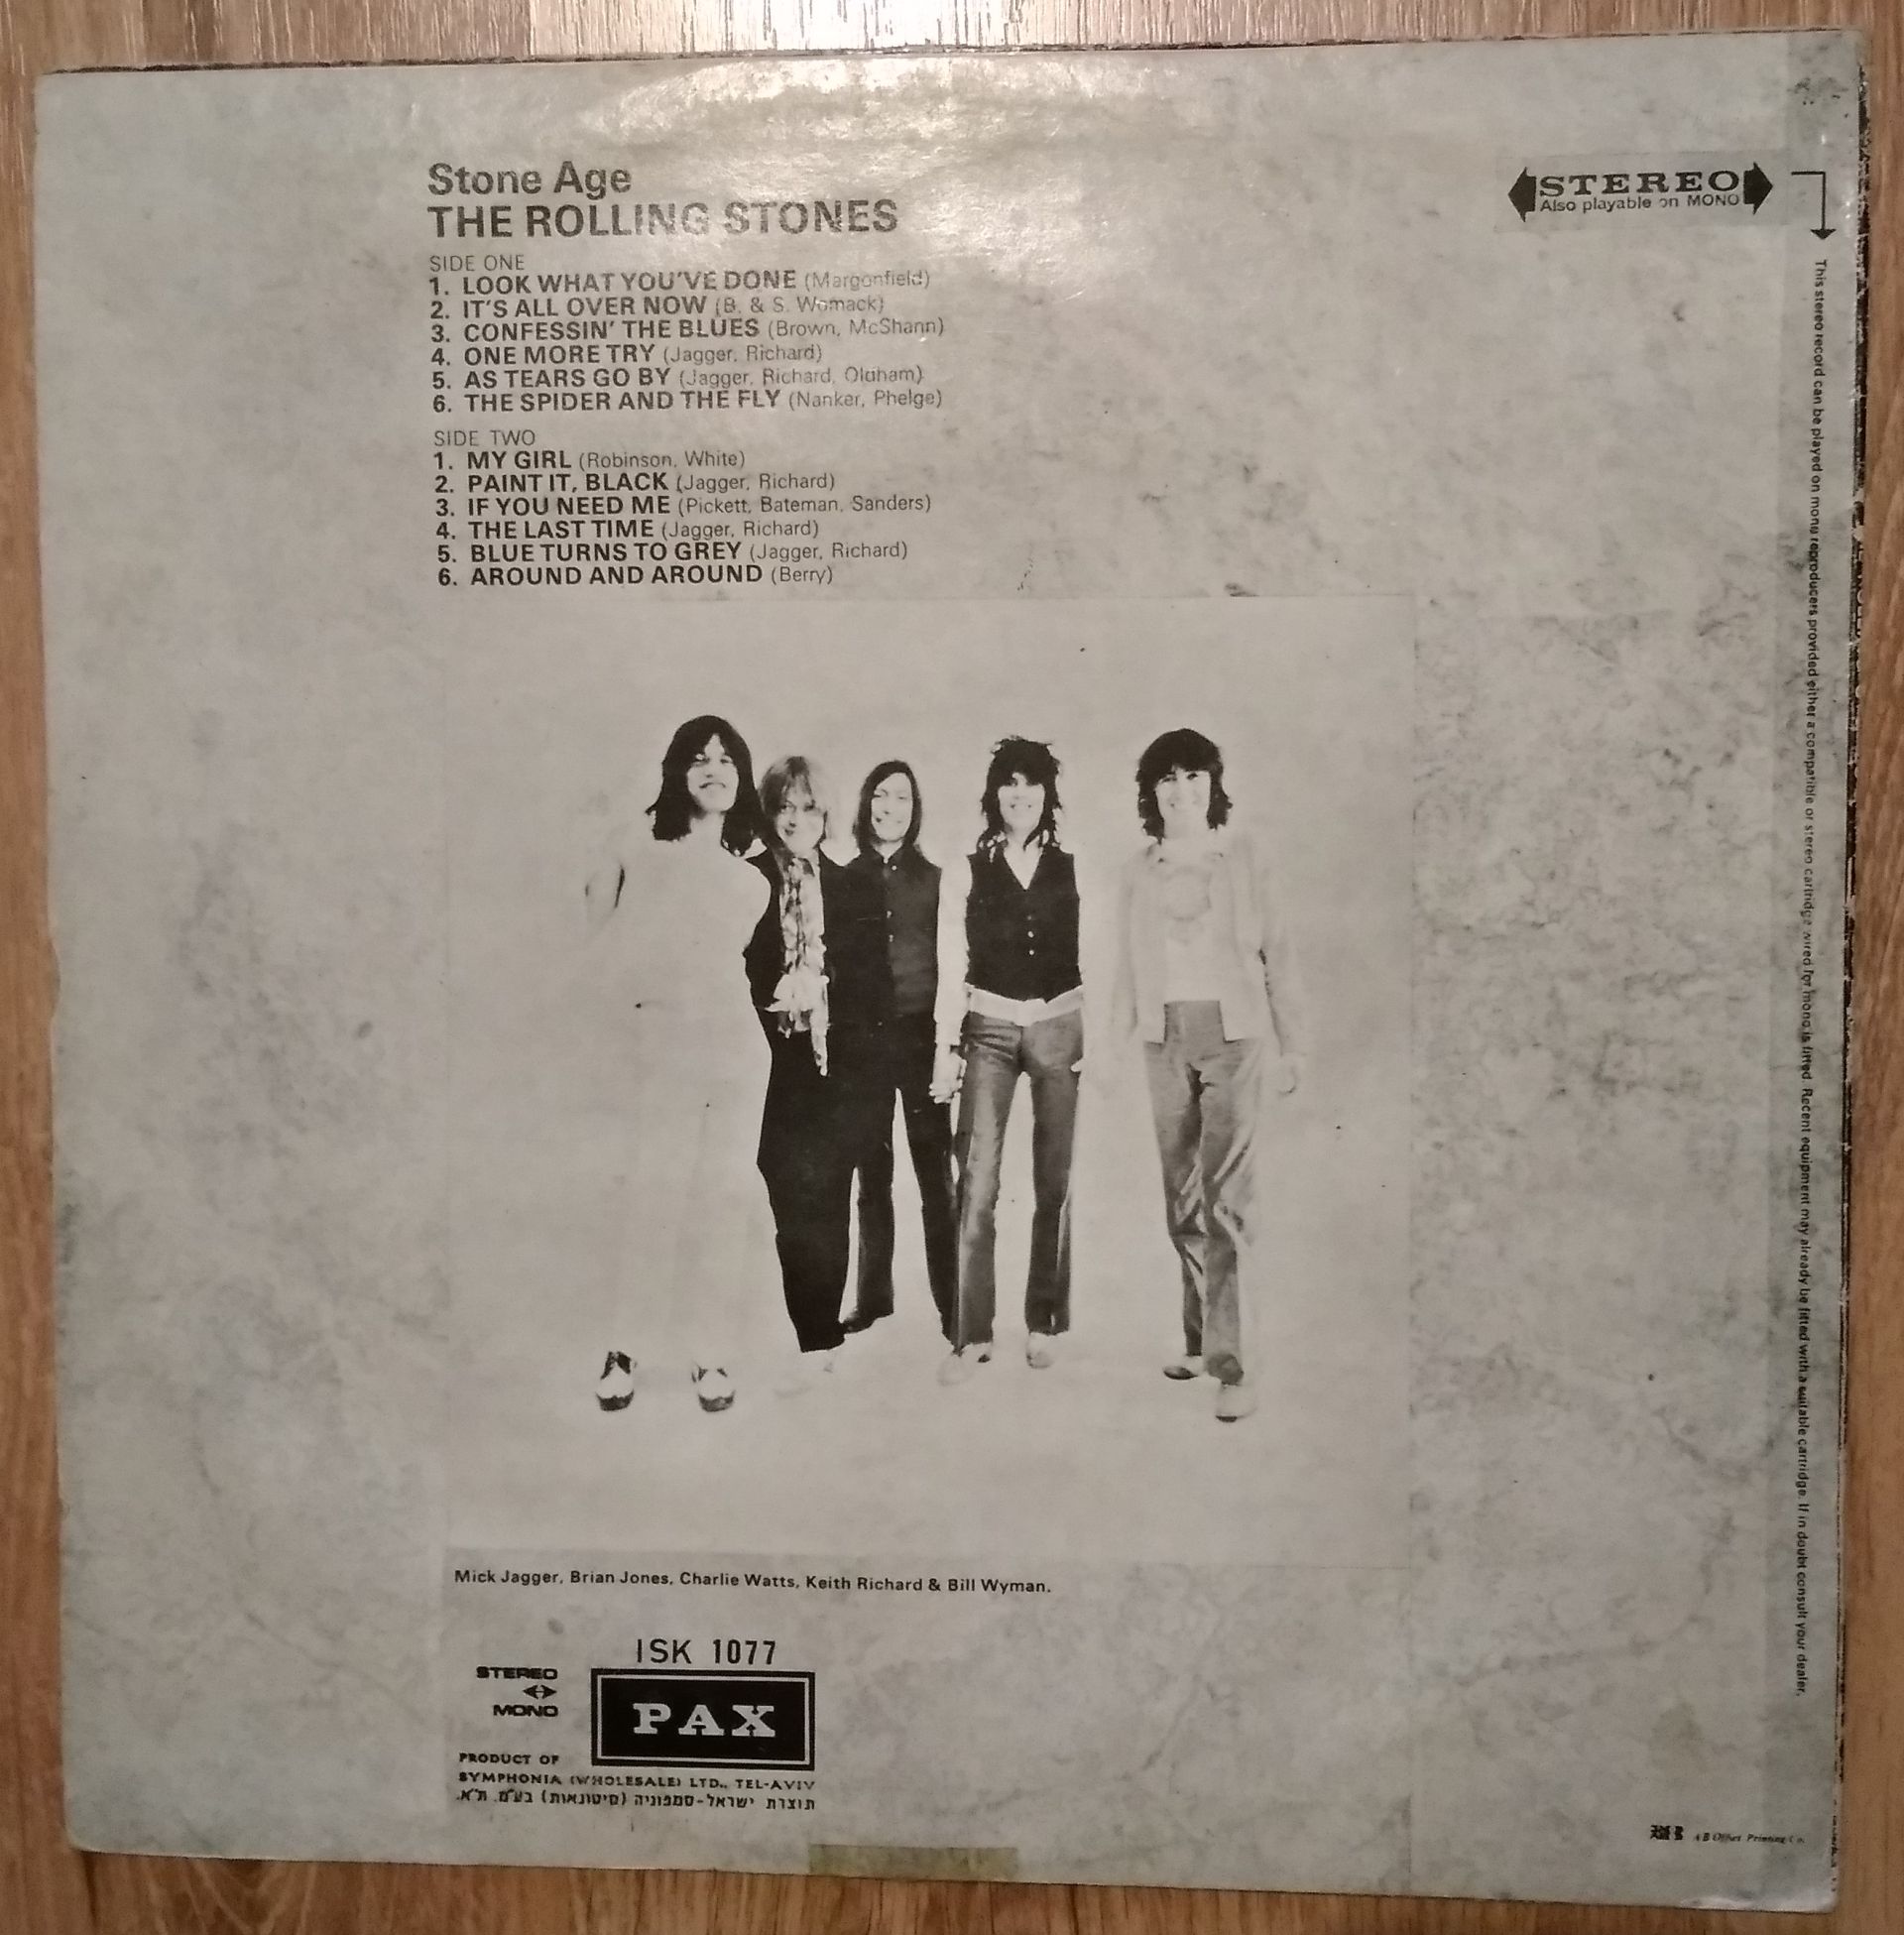 Stone Age
THE ROLLING STONES
SIDE ONE
1. LOOK WHAT YOU'VE DONE (Margonfield)
2. IT'S ALL OVER NOW (B. & S. Womack)
3. CONFESSIN' THE BLUES (Brown, McShann)
4. ONE MORE TRY (Jagger, Richard)
5. AS TEARS GO BY (Jagger, Richard, Oldham)
6. THE SPIDER AND THE FLY (Nanker, Phelge)
SIDE TWO
1. MY GIRL (Robinson, White)
2. PAINT IT, BLACK (Jagger, Richard)
3. IF YOU NEED ME (Pickett, Bateman, Sanders)
4. THE LAST TIME (Jagger, Richard)
5. BLUE TURNS TO GREY (Jagger, Richard)
6. AROUND AND AROUND (Berry)
STEREO
Also playable on MONO
This stereo record can be played on mono reproducers provided either a compatible or stereo cartridge wired for mono is fitted. Recent equipment may already be fitted with a suitable cartridge. If in doubt consult your dealer.
Mick Jagger, Brian Jones, Charlie Watts, Keith Richard & Bill Wyman.
ISK 1077
STEREO
MONO
PAX
PRODUCT OF
SYMPHONIA (WHOLESALE) LTD., TEL-AVIV
תוצרת ישראל-סמפוניה (סיטונאות) בע"מ. ת"א.
Offset Printing Co.